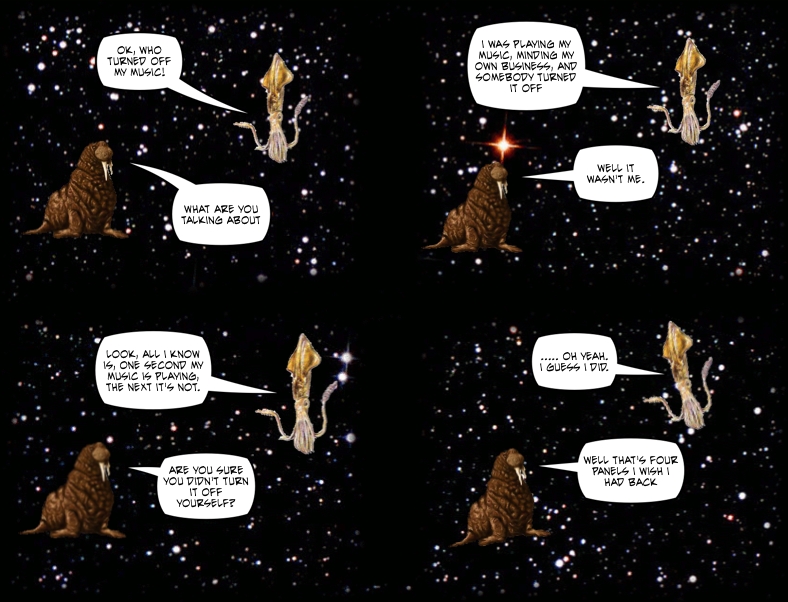 OK, WHO
TURNED OFF
MY MUSIC!
WHAT ARE YOU
TALKING ABOUT
I WAS PLAYING MY
MUSIC, MINDING MY
OWN BUSINESS, AND
SOMEBODY TURNED
IT OFF
WELL IT
WASN'T ME.
LOOK, ALL I KNOW
IS, ONE SECOND MY
MUSIC IS PLAYING,
THE NEXT IT'S NOT.
ARE YOU SURE
YOU DIDN'T TURN
IT OFF
YOURSELF?
..... OH YEAH.
I GUESS I DID.
WELL THAT'S FOUR
PANELS I WISH I
HAD BACK